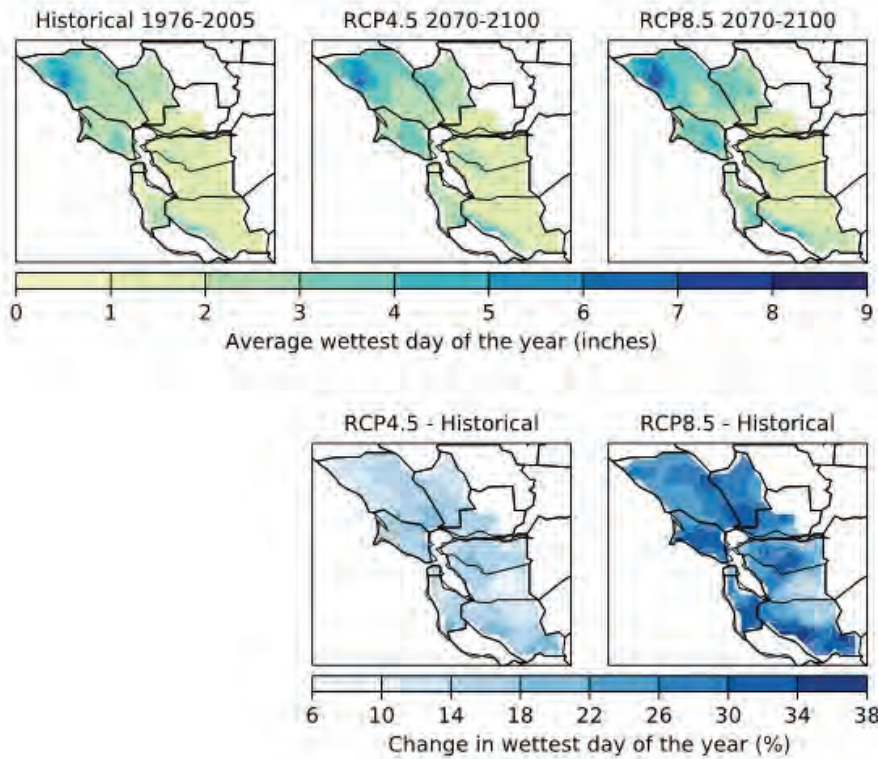 Historical 1976-2005 RCP4.5 2070-2100 RCP8.5 2070-2100
0 1 2 3 4 5 6 7 8 9
Average wettest day of the year (inches)
RCP4.5 - Historical RCP8.5 - Historical
6 10 14 18 22 26 30 34 38
Change in wettest day of the year (%)